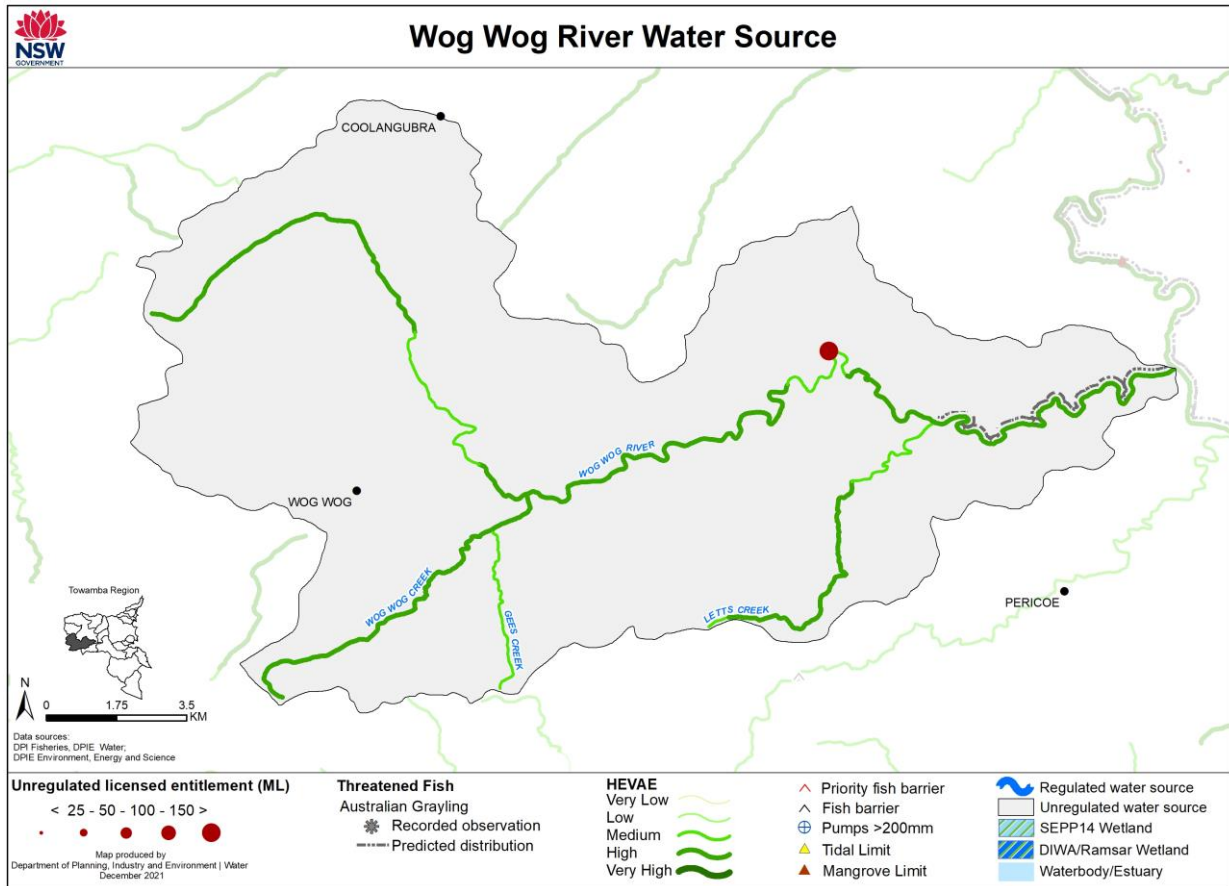 NSW
GOVERNMENT
Wog Wog River Water Source
COOLANGUBRA
WOG WOG RIVER
WOG WOG
WOG WOG CREEK
GEES CREEK
LETTS CREEK
PERICOE
Towamba Region
N
0 1.75 3.5
KM
Data sources:
DPI Fisheries, DPIE Water;
DPIE Environment, Energy and Science
Unregulated licensed entitlement (ML)
< 25 - 50 - 100 - 150 >
Map produced by
Department of Planning, Industry and Environment | Water
December 2021
Threatened Fish
Australian Grayling
Recorded observation
Predicted distribution
HEVAE
Very Low
Low
Medium
High
Very High
Priority fish barrier
Fish barrier
Pumps >200mm
Tidal Limit
Mangrove Limit
Regulated water source
Unregulated water source
SEPP14 Wetland
DIWA/Ramsar Wetland
Waterbody/Estuary